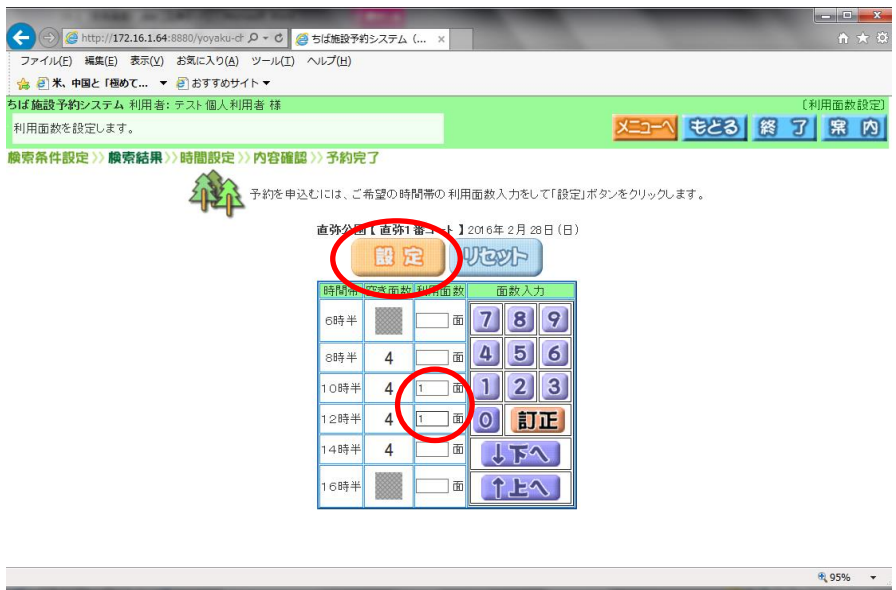 http://172.16.1.64:8880/yoyaku-ch
ちば施設予約システム (... ×
ファイル(F) 編集(E) 表示(V) お気に入り(A) ツール(T) ヘルプ(H)
米、中国と「極めて... ▼ おすすめサイト ▼
ちば施設予約システム 利用者: テスト個人利用者 様 [利用面数設定]
利用面数を設定します。
メニューへ もどる 終了 案内
検索条件設定》検索結果》時間設定》内容確認》予約完了
予約を申込むには、ご希望の時間帯の利用面数入力をして「設定」ボタンをクリックします。
直弥公園【 直弥1番コート 】2016年 2月 28日 (日)
設定 リセット
時間帯 空き面数 利用面数 面数入力
6時半 面 7 8 9
8時半 4 面 4 5 6
10時半 4 1 面 1 2 3
12時半 4 1 面 0 訂正
14時半 4 面 ↓下へ
16時半 面 ↑上へ
95% ▼